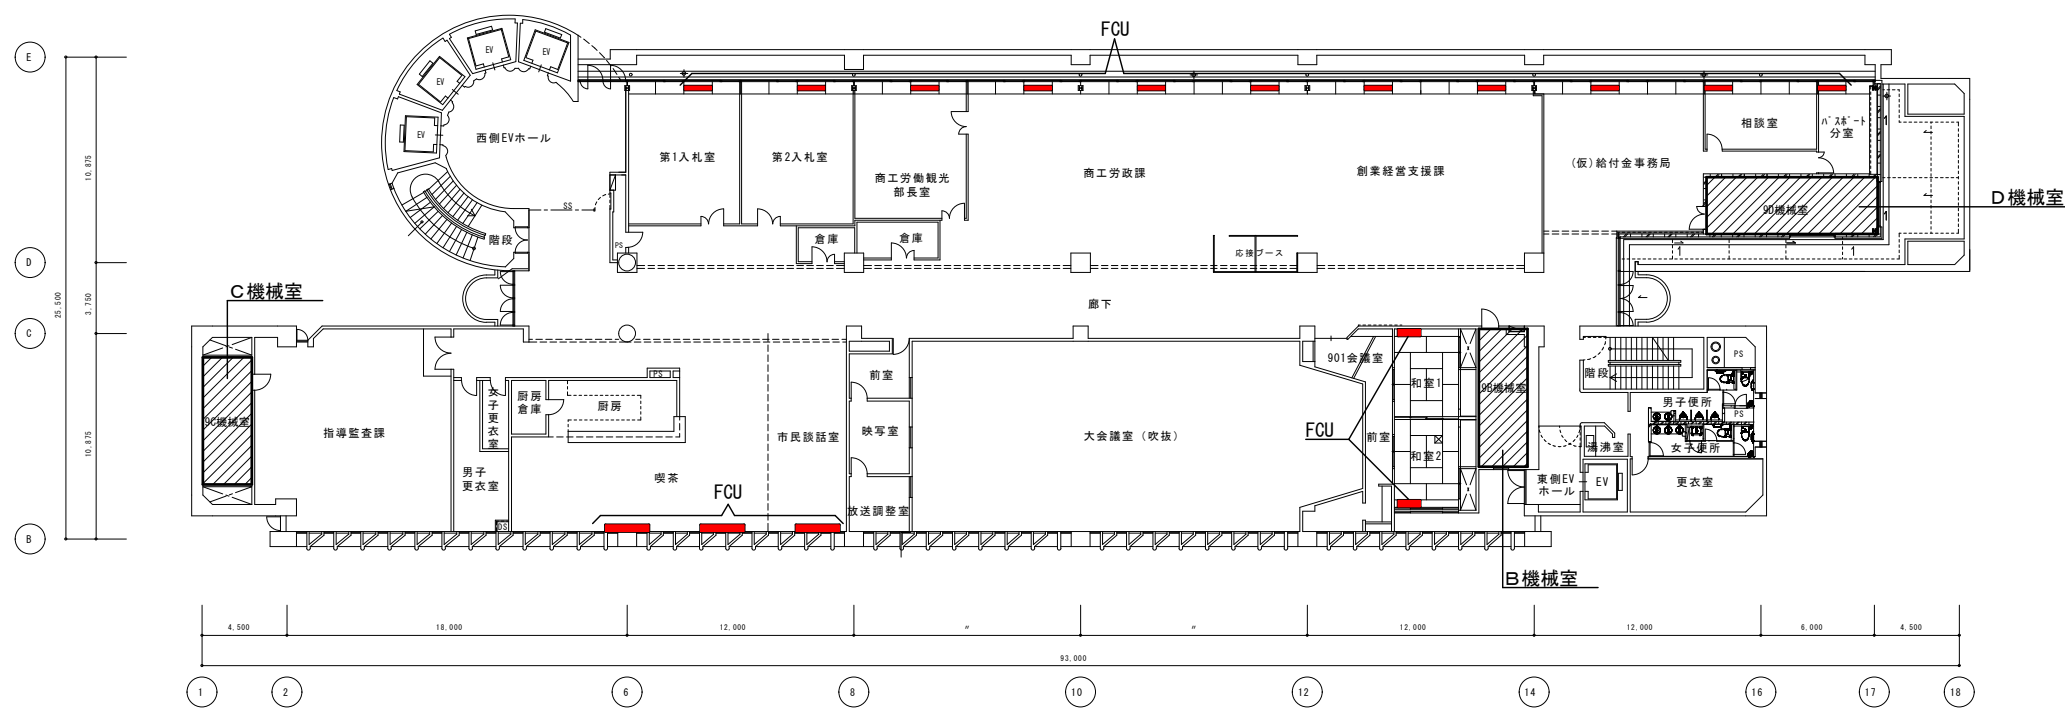 FCU
E
EV
EV
EV
EV
西側EVホール
第1入札室
第2入札室
商工労働観光
部長室
商工労政課
創業経営支援課
(仮)給付金事務局
相談室
パスポート
分室
9D機械室
D機械室
10,875
SS
階段
PS
倉庫
倉庫
応接ブース
D
25,500
3,750
C機械室
廊下
C
9C機械室
指導監査課
女子更衣室
厨房
倉庫
厨房
PS
前室
901会議室
和室1
9B機械室
階段
PS
男子便所
PS
10,875
映写室
市民談話室
大会議室（吹抜）
FCU
前室
和室2
湯沸室
女子便所
男子
更衣室
喫茶
FCU
放送調整室
東側EV
ホール
EV
更衣室
DS
B
B機械室
4,500
18,000
12,000
〃
〃
12,000
12,000
6,000
4,500
93,000
1
2
6
8
10
12
14
16
17
18